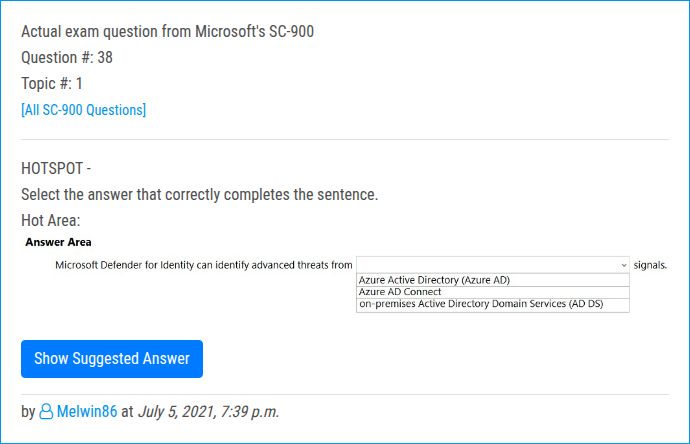 Actual exam question from Microsoft's SC-900
Question #: 38
Topic #: 1
[All SC-900 Questions]
HOTSPOT -
Select the answer that correctly completes the sentence.
Hot Area:
Answer Area
Microsoft Defender for Identity can identify advanced threats from signals.
Azure Active Directory (Azure AD)
Azure AD Connect
on-premises Active Directory Domain Services (AD DS)
Show Suggested Answer
by Melwin86 at July 5, 2021, 7:39 p.m.